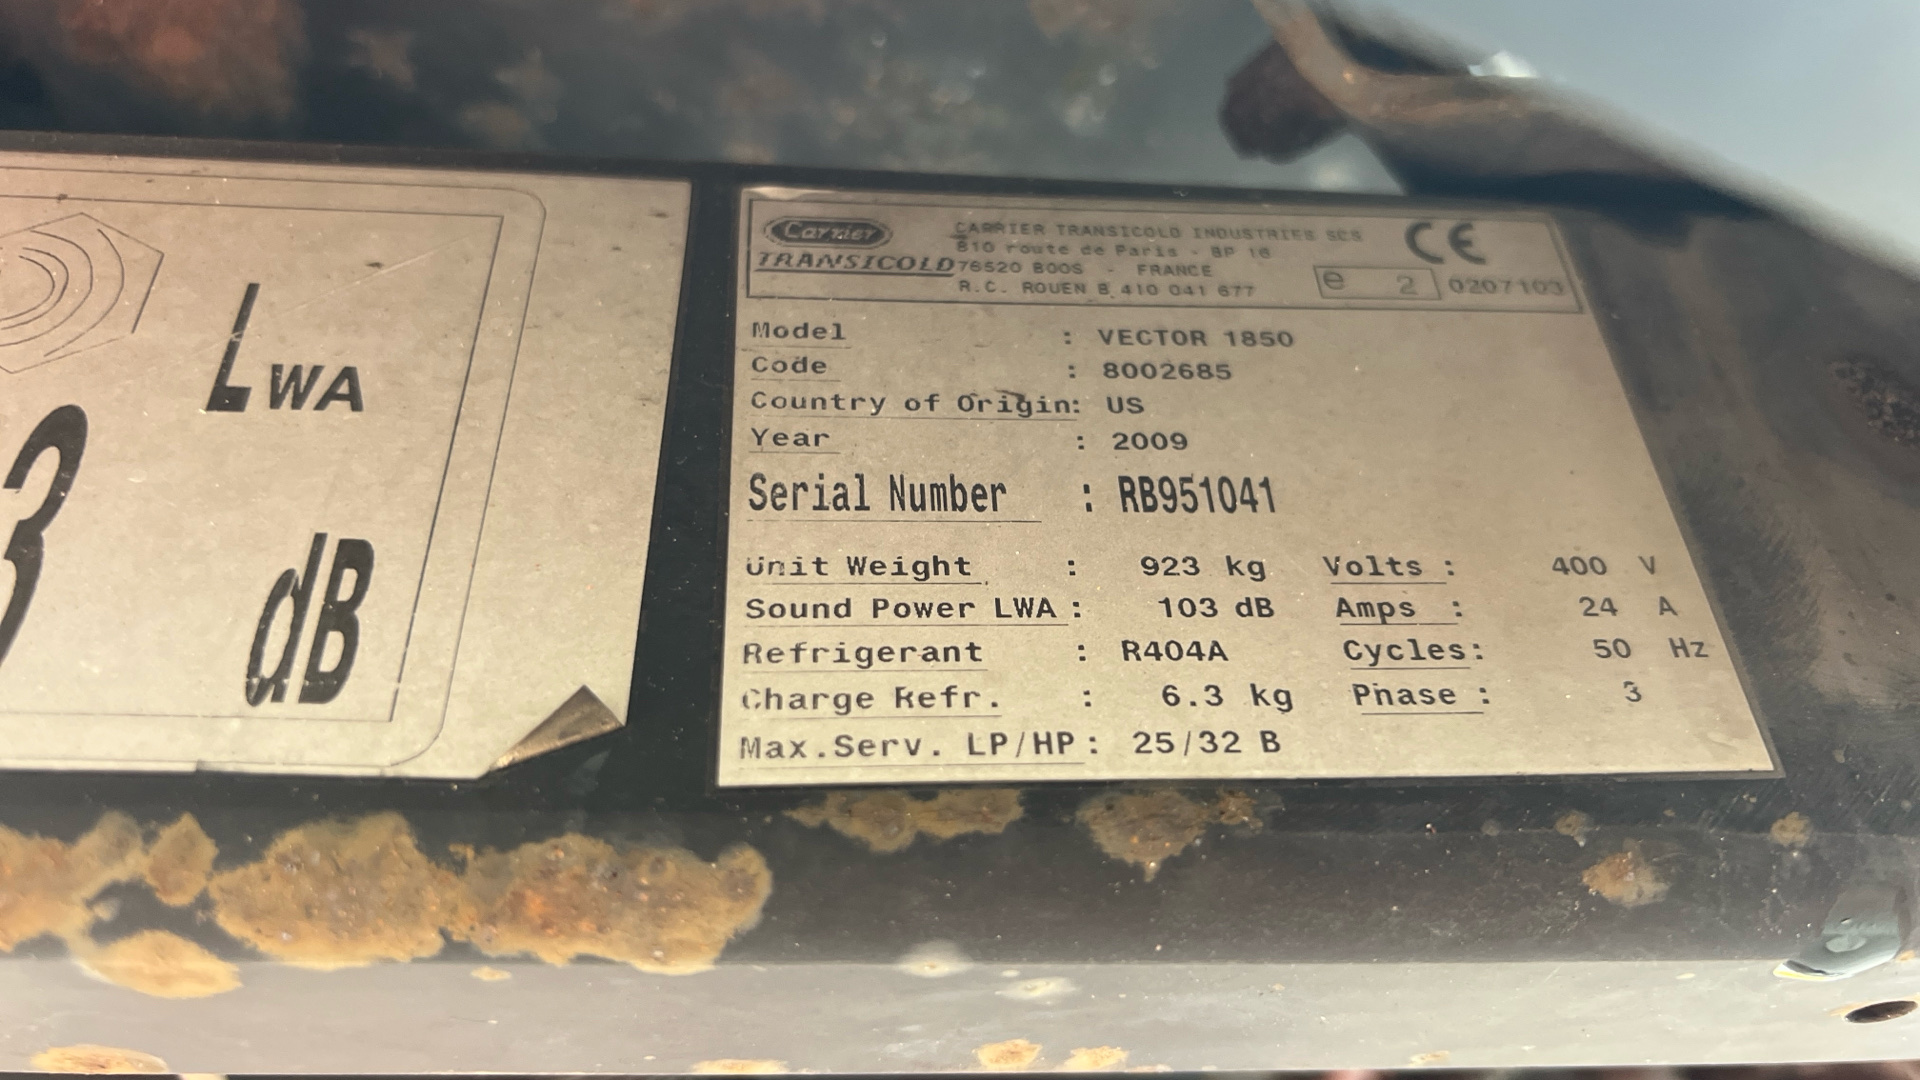 LWA
3
dB
Carrier
TRANSICOLD
CARRIER TRANSICOLD INDUSTRIES SCS
810 route de Paris - BP 16
76520 BOOS - FRANCE
R.C. ROUEN B 410 041 677
CE
e 2 0207103
Model : VECTOR 1850
Code : 8002685
Country of Origin: US
Year : 2009
Serial Number : RB951041
Unit Weight : 923 kg Volts : 400 V
Sound Power LWA : 103 dB Amps : 24 A
Refrigerant : R404A Cycles: 50 Hz
Charge Refr. : 6.3 kg Phase : 3
Max.Serv. LP/HP: 25/32 B